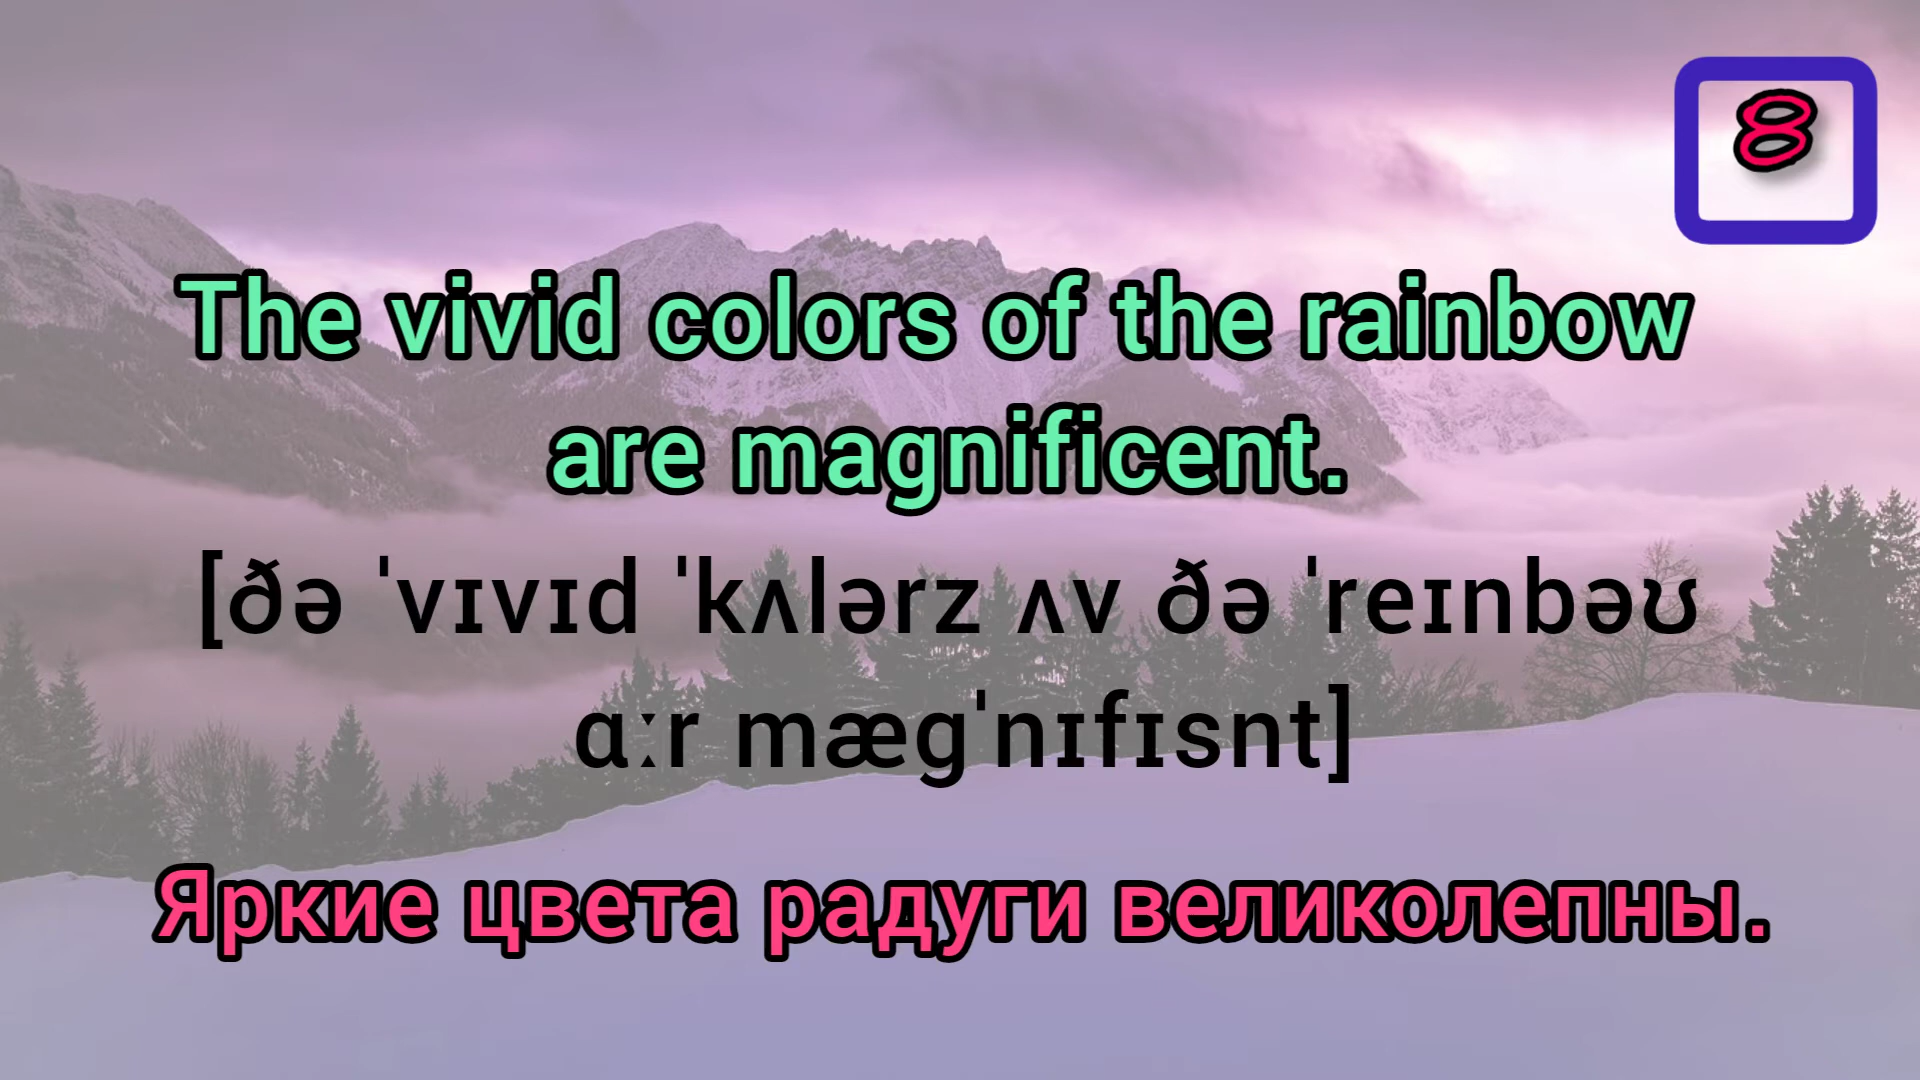 8
The vivid colors of the rainbow
are magnificent.
[ðə ˈvɪvɪd ˈkʌlərz ʌv ðə ˈreɪnbəʊ
ɑːr mægˈnɪfɪsnt]
Яркие цвета радуги великолепны.